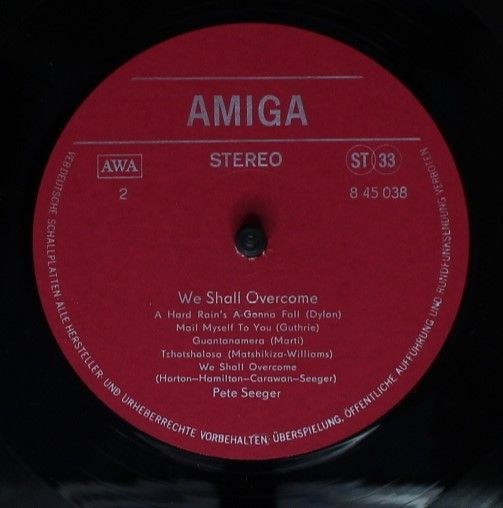 AMIGA
AWA
STEREO
ST 33
2
8 45 038
We Shall Overcome
A Hard Rain's A-Gonna Fall (Dylon)
Mail Myself To You (Guthrie)
Guantanamera (Marti)
Tshotsholosa (Matshikiza-Williams)
We Shall Overcome
(Horton-Hamilton-Carawan-Seeger)
Pete Seeger
VEB DEUTSCHE SCHALLPLATTEN · ALLE HERSTELLER- UND URHEBERRECHTE VORBEHALTEN; ÜBERSPIELUNG, ÖFFENTLICHE AUFFÜHRUNG UND RUNDFUNKSENDUNG VERBOTEN